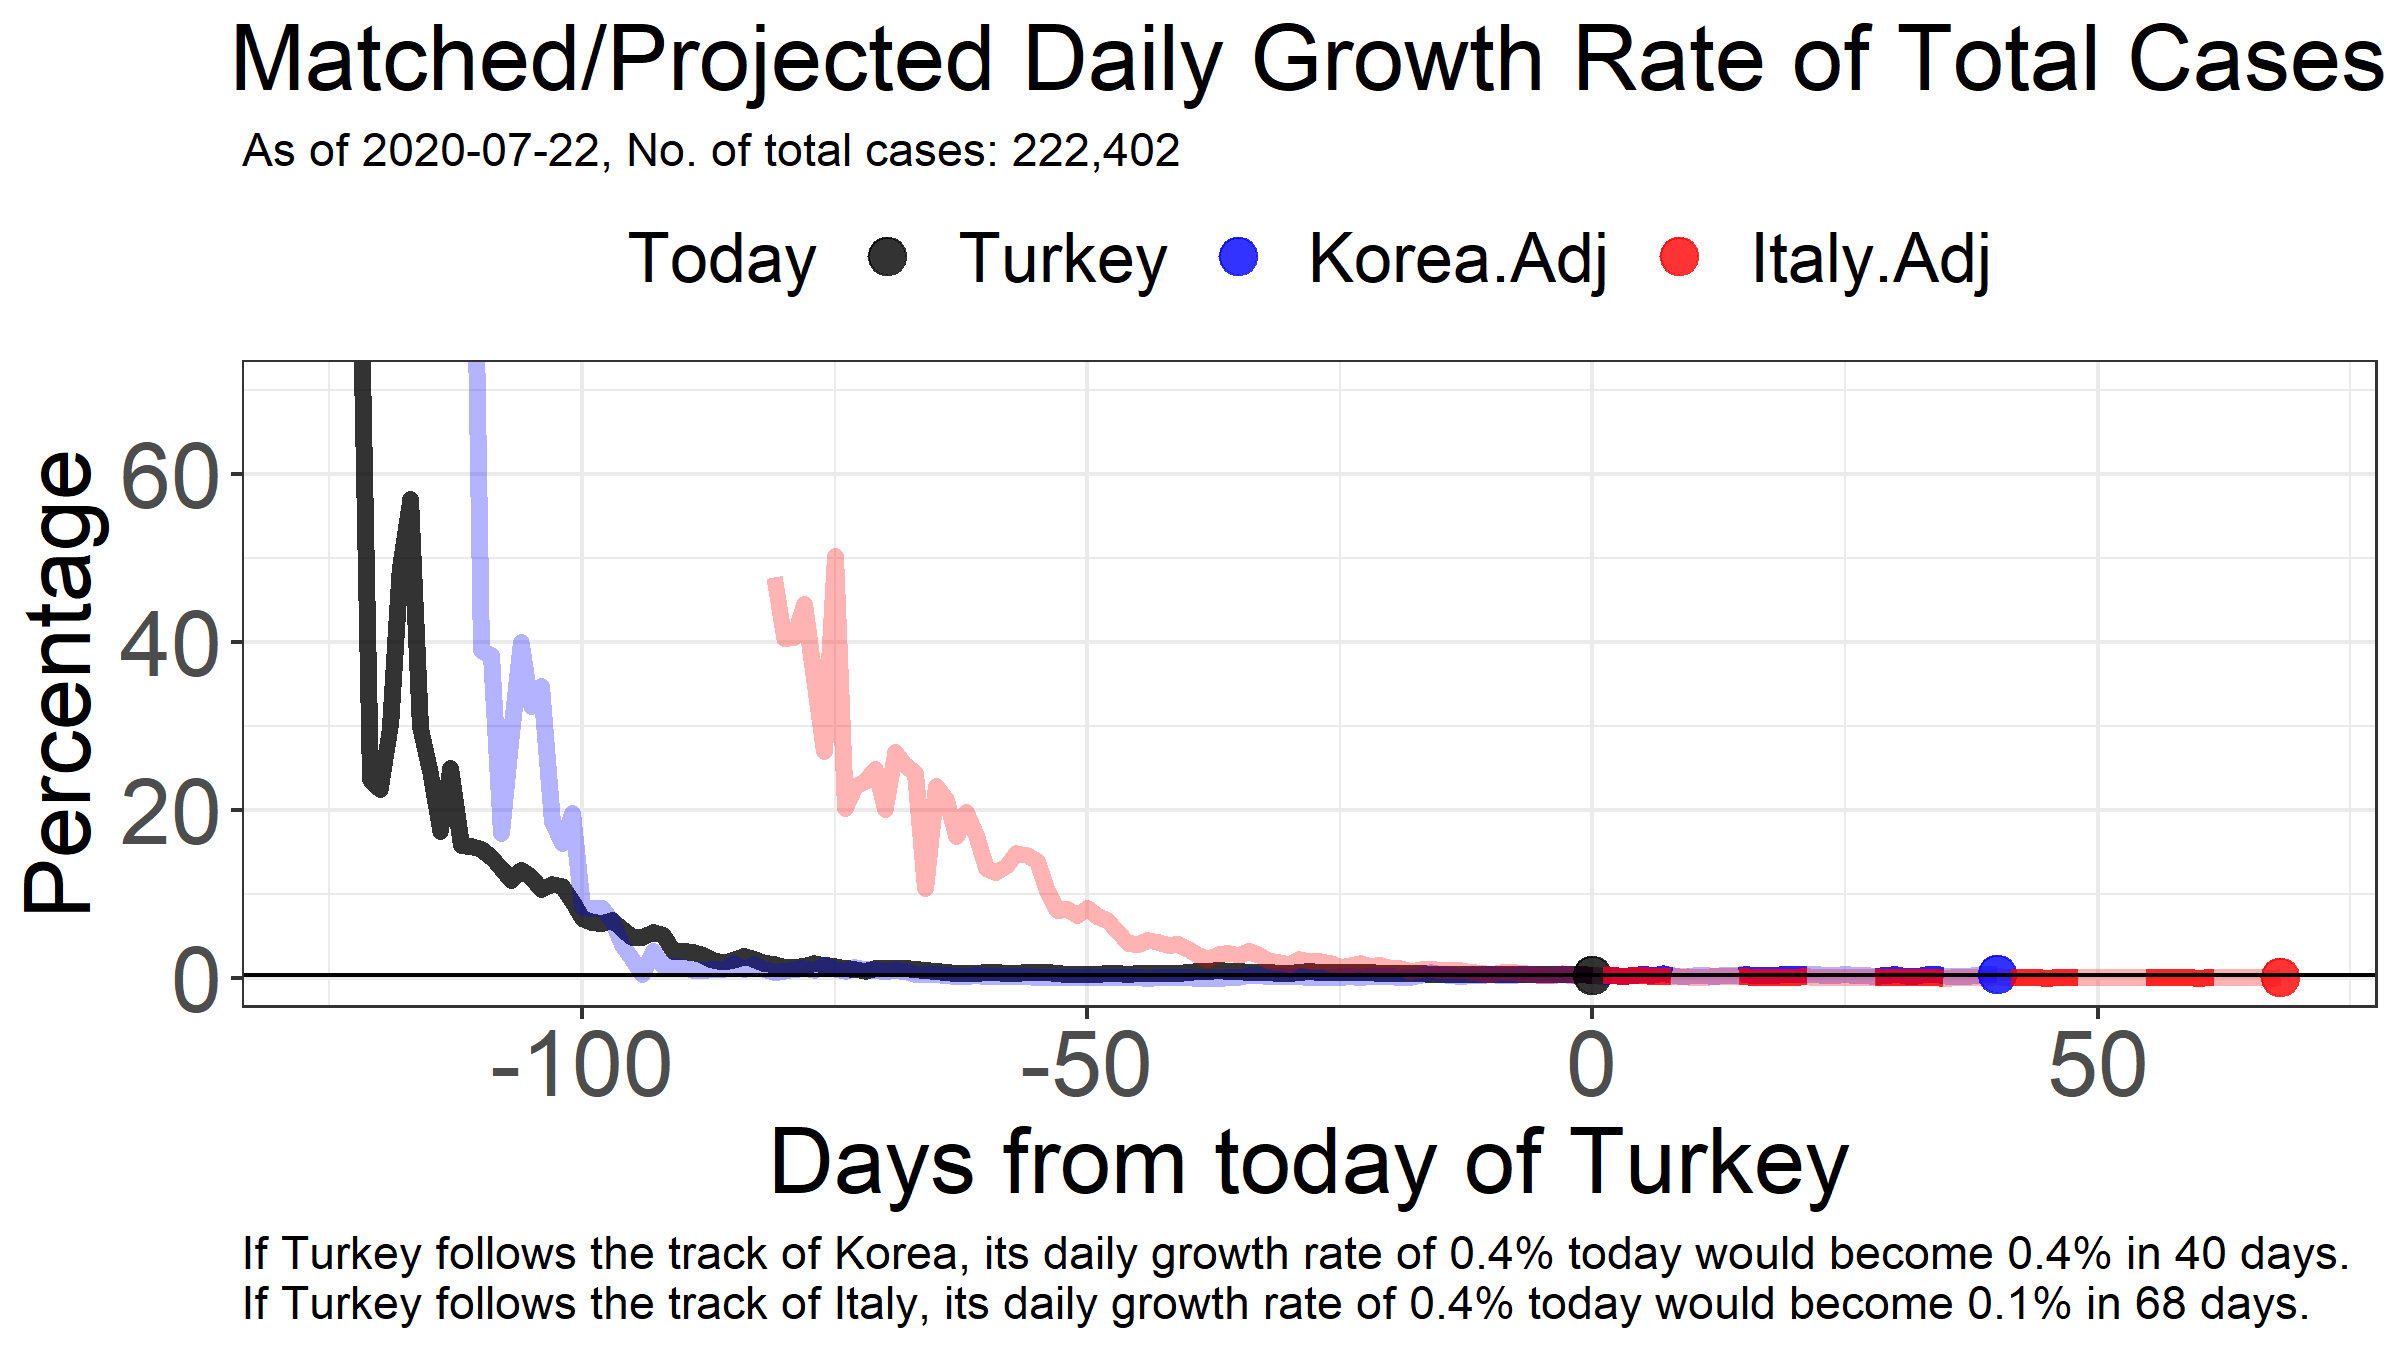 Matched/Projected Daily Growth Rate of Total Cases
As of 2020-07-22, No. of total cases: 222,402
Today Turkey Korea.Adj Italy.Adj
Percentage
60
40
20
0
-100 -50 0 50
Days from today of Turkey
If Turkey follows the track of Korea, its daily growth rate of 0.4% today would become 0.4% in 40 days.
If Turkey follows the track of Italy, its daily growth rate of 0.4% today would become 0.1% in 68 days.